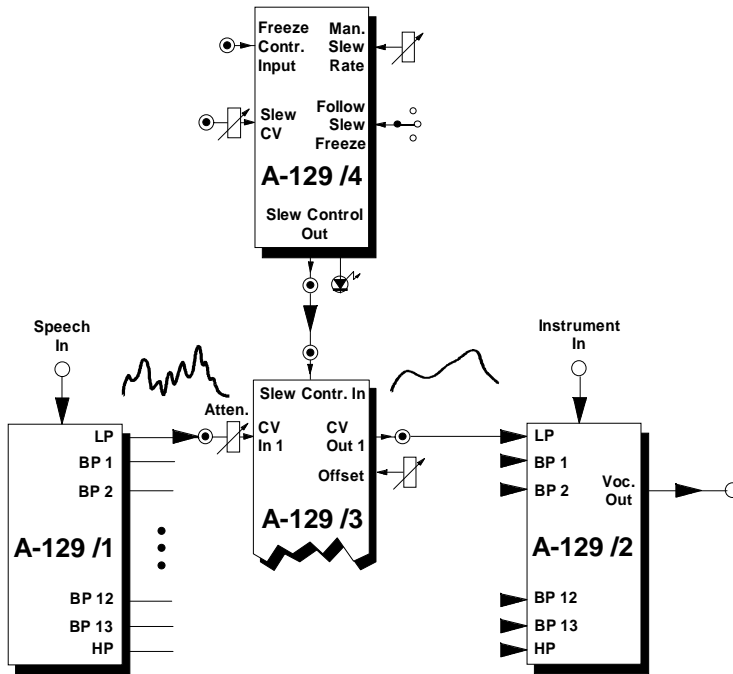 Freeze Man.
Contr. Slew
Input Rate
Slew Follow
CV Slew
Freeze
A-129 /4
Slew Control
Out
Speech
In
Instrument
In
Atten.
Slew Contr. In
CV CV
In 1 Out 1
Offset
A-129 /3
LP
BP 1
BP 2
A-129 /1
BP 12
BP 13
HP
LP
BP 1
BP 2
Voc.
Out
A-129 /2
BP 12
BP 13
HP